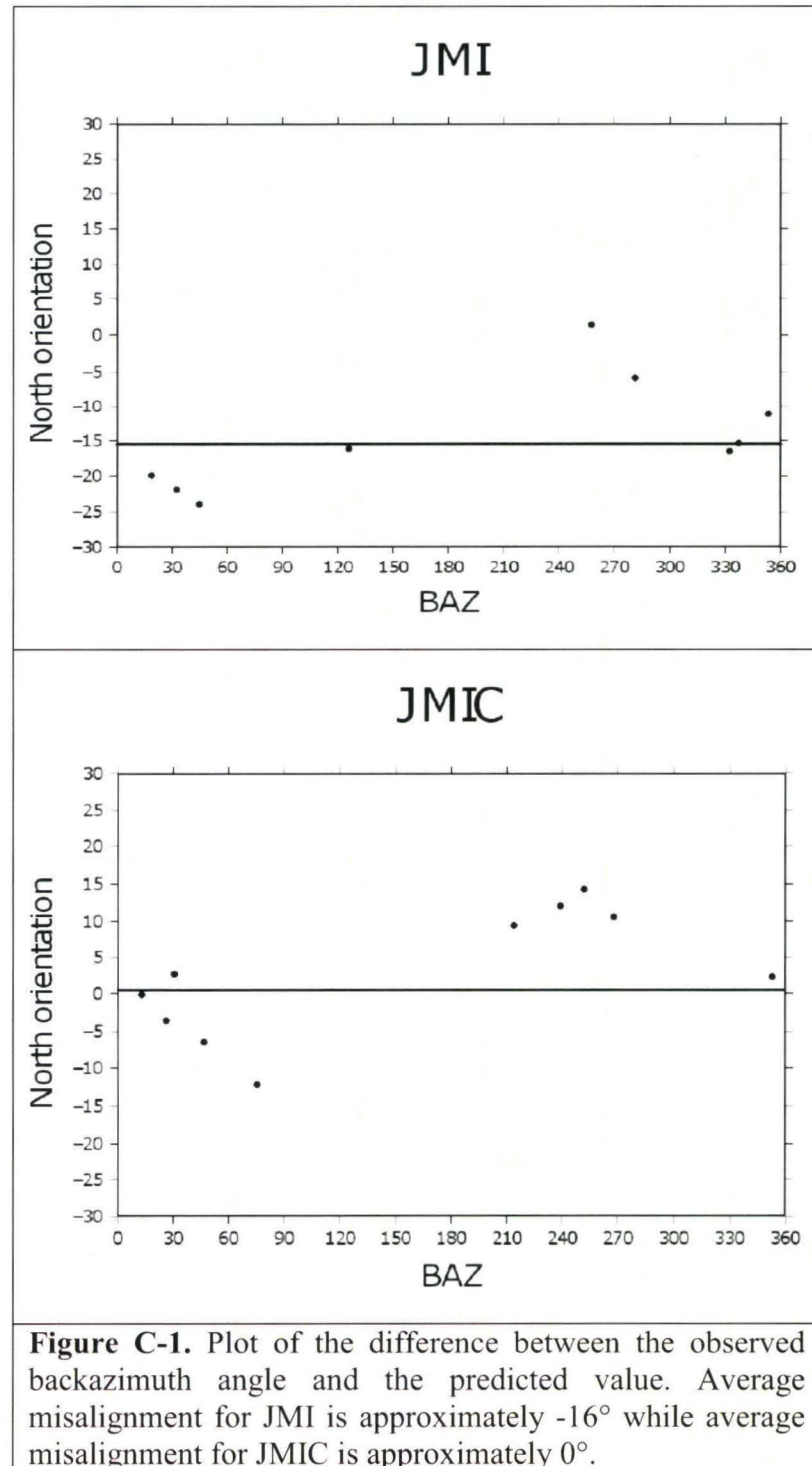 JMI
30
25
20
15
10
5
0
−5
−10
−15
−20
−25
−30
North orientation
0 30 60 90 120 150 180 210 240 270 300 330 360
BAZ
JMIC
30
25
20
15
10
5
0
−5
−10
−15
−20
−25
−30
North orientation
0 30 60 90 120 150 180 210 240 270 300 330 360
BAZ
Figure C-1. Plot of the difference between the observed
backazimuth angle and the predicted value. Average
misalignment for JMI is approximately -16° while average
misalignment for JMIC is approximately 0°.